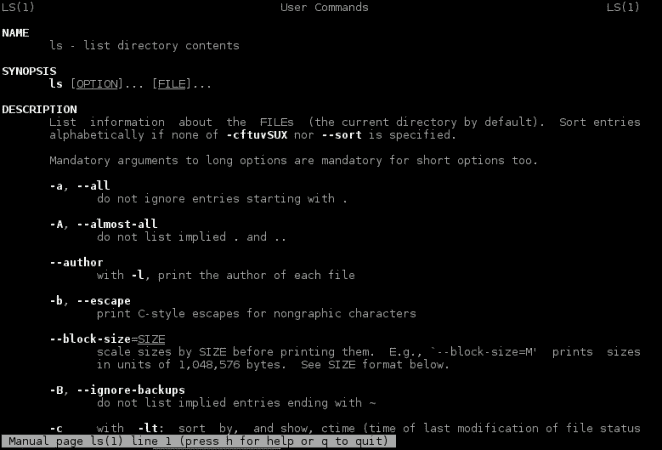 LS(1) User Commands LS(1)
NAME
ls - list directory contents
SYNOPSIS
ls [OPTION]... [FILE]...
DESCRIPTION
List information about the FILEs (the current directory by default). Sort entries
alphabetically if none of -cftuvSUX nor --sort is specified.
Mandatory arguments to long options are mandatory for short options too.
-a, --all
do not ignore entries starting with .
-A, --almost-all
do not list implied . and ..
--author
with -l, print the author of each file
-b, --escape
print C-style escapes for nongraphic characters
--block-size=SIZE
scale sizes by SIZE before printing them. E.g., `--block-size=M' prints sizes
in units of 1,048,576 bytes. See SIZE format below.
-B, --ignore-backups
do not list implied entries ending with ~
-c with -lt: sort by, and show, ctime (time of last modification of file status
Manual page ls(1) line 1 (press h for help or q to quit)